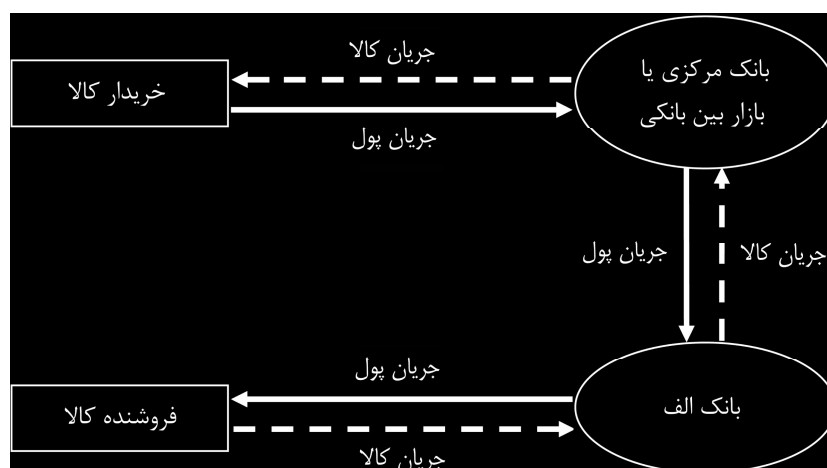 جریان کالا
بانک مرکزی یا
بازار بین بانکی
خریدار کالا
جریان پول
جریان پول
جریان کالا
جریان پول
بانک الف
فروشنده کالا
جریان کالا